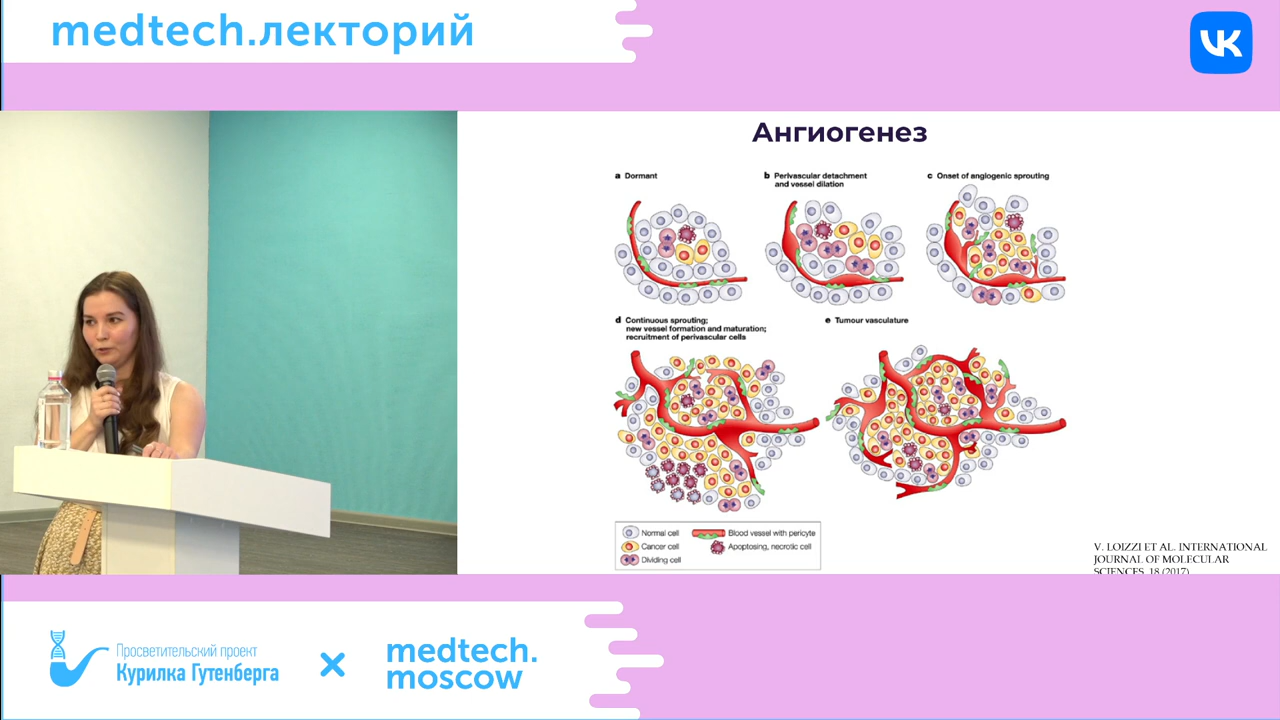 medtech.лекторий
VK
Ангиогенез
a Dormant
b Perivascular detachment
and vessel dilation
c Onset of angiogenic sprouting
d Continuous sprouting;
new vessel formation and maturation;
recruitment of perivascular cells
e Tumour vasculature
Normal cell
Blood vessel with pericyte
Cancer cell
Apoptosing, necrotic cell
Dividing cell
V. LOIZZI ET AL. INTERNATIONAL
JOURNAL OF MOLECULAR
SCIENCES, 18 (2017)
Просветительский проект
Курилка Гутенберга
×
medtech.
moscow